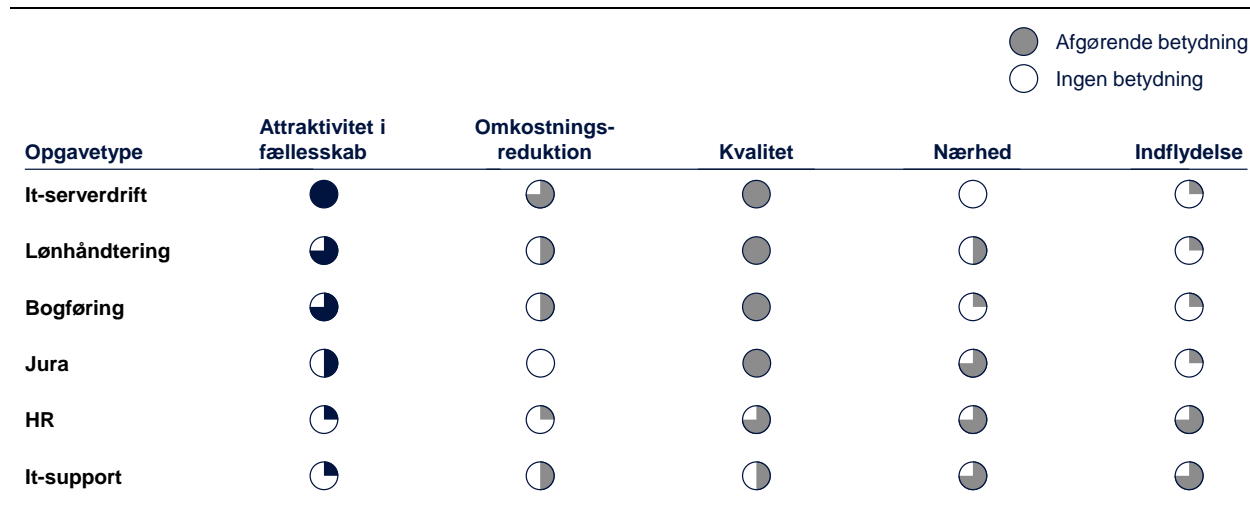 Afgørende betydning
Ingen betydning
Opgavetype
Attraktivitet i
fællesskab
Omkostnings-
reduktion
Kvalitet
Nærhed
Indflydelse
It-serverdrift
Lønhåndtering
Bogføring
Jura
HR
It-support